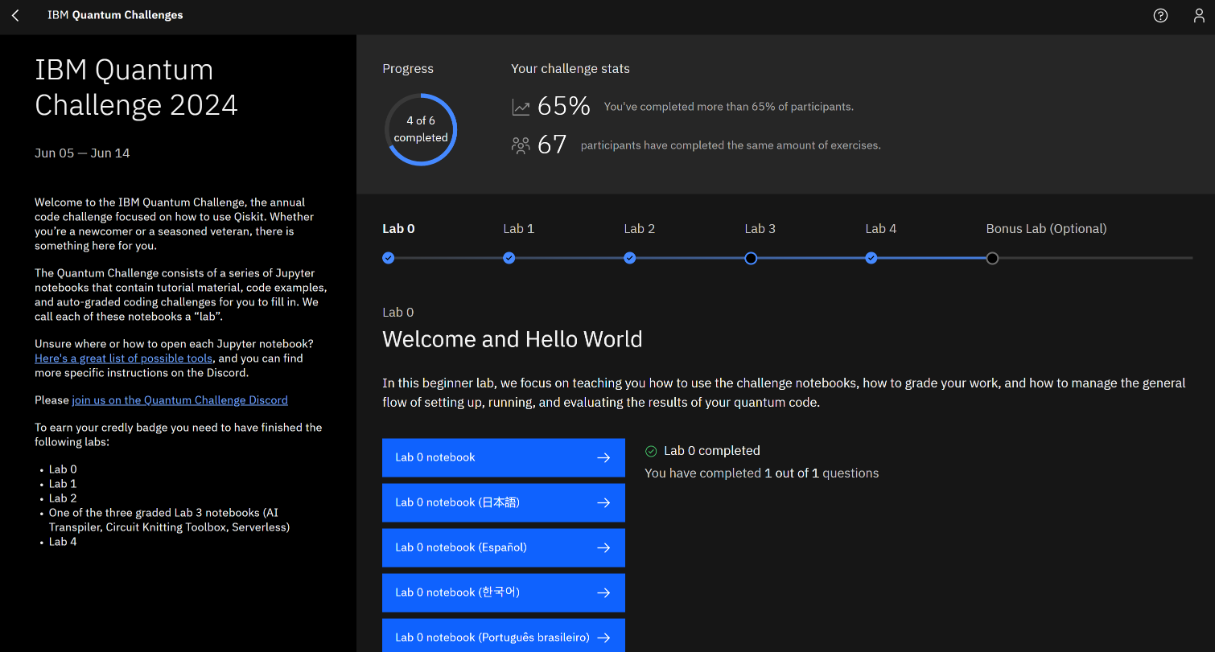 IBM Quantum Challenges
IBM Quantum
Challenge 2024
Jun 05 — Jun 14
Welcome to the IBM Quantum Challenge, the annual
code challenge focused on how to use Qiskit. Whether
you're a newcomer or a seasoned veteran, there is
something here for you.
The Quantum Challenge consists of a series of Jupyter
notebooks that contain tutorial material, code examples,
and auto-graded coding challenges for you to fill in. We
call each of these notebooks a “lab”.
Unsure where or how to open each Jupyter notebook?
Here's a great list of possible tools, and you can find
more specific instructions on the Discord.
Please join us on the Quantum Challenge Discord
To earn your credly badge you need to have finished the
following labs:
• Lab 0
• Lab 1
• Lab 2
• One of the three graded Lab 3 notebooks (AI
Transpiler, Circuit Knitting Toolbox, Serverless)
• Lab 4
Progress
4 of 6
completed
Your challenge stats
65% You've completed more than 65% of participants.
67 participants have completed the same amount of exercises.
Lab 0 Lab 1 Lab 2 Lab 3 Lab 4 Bonus Lab (Optional)
Lab 0
Welcome and Hello World
In this beginner lab, we focus on teaching you how to use the challenge notebooks, how to grade your work, and how to manage the general
flow of setting up, running, and evaluating the results of your quantum code.
Lab 0 notebook
Lab 0 notebook (日本語)
Lab 0 notebook (Español)
Lab 0 notebook (한국어)
Lab 0 notebook (Português brasileiro)
Lab 0 completed
You have completed 1 out of 1 questions